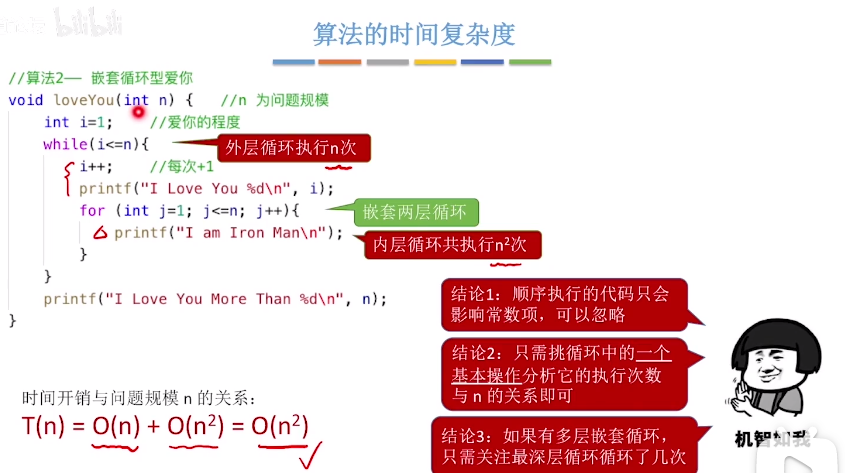 bilibili
算法的时间复杂度
//算法2—— 嵌套循环型爱你
void loveYou(int n) { //n 为问题规模
int i=1; //爱你的程度
while(i<=n){
外层循环执行n次
i++; //每次+1
printf("I Love You %d\n", i);
for (int j=1; j<=n; j++){
嵌套两层循环
printf("I am Iron Man\n");
内层循环共执行n²次
}
}
printf("I Love You More Than %d\n", n);
}
结论1：顺序执行的代码只会
影响常数项，可以忽略
结论2：只需挑循环中的一个
基本操作分析它的执行次数
与 n 的关系即可
结论3：如果有多层嵌套循环，
只需关注最深层循环循环了几次
时间开销与问题规模 n 的关系：
T(n) = O(n) + O(n²) = O(n²)
机智如我